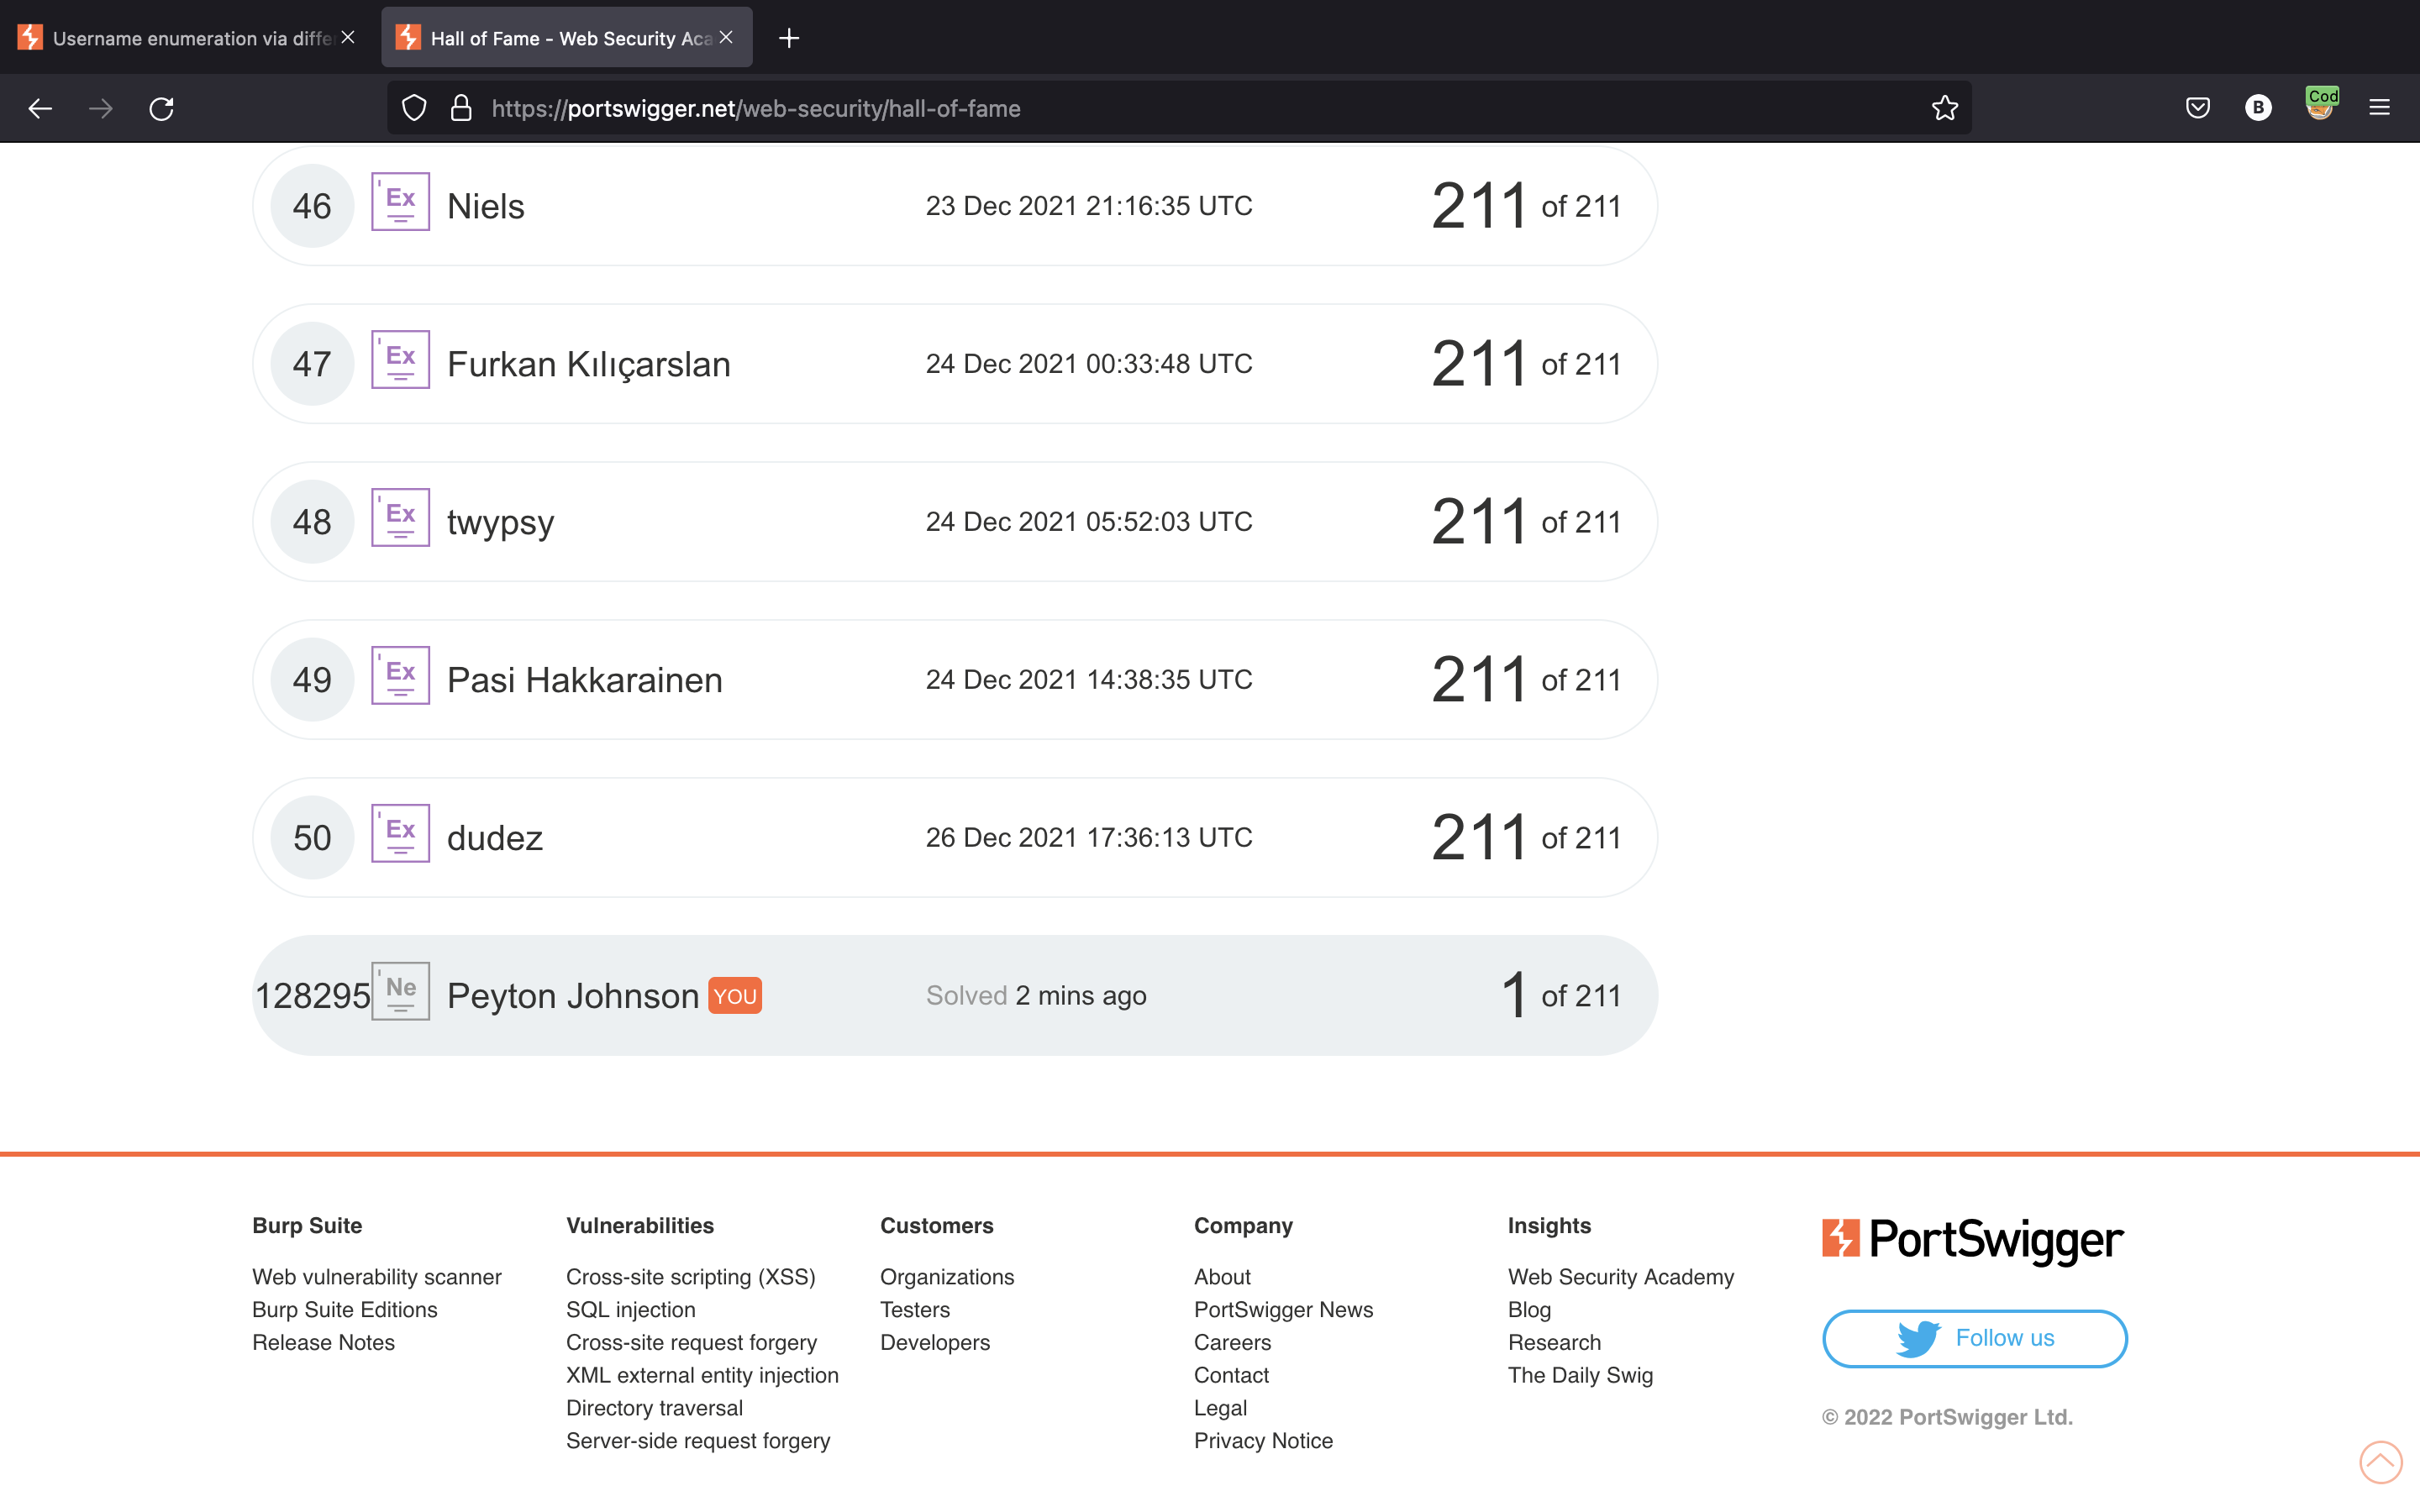 Username enumeration via diffe
Hall of Fame - Web Security Aca
https://portswigger.net/web-security/hall-of-fame
B
Cod
46 Ex Niels 23 Dec 2021 21:16:35 UTC 211 of 211
47 Ex Furkan Kılıçarslan 24 Dec 2021 00:33:48 UTC 211 of 211
48 Ex twypsy 24 Dec 2021 05:52:03 UTC 211 of 211
49 Ex Pasi Hakkarainen 24 Dec 2021 14:38:35 UTC 211 of 211
50 Ex dudez 26 Dec 2021 17:36:13 UTC 211 of 211
128295 Ne Peyton Johnson YOU Solved 2 mins ago 1 of 211
Burp Suite
Web vulnerability scanner
Burp Suite Editions
Release Notes
Vulnerabilities
Cross-site scripting (XSS)
SQL injection
Cross-site request forgery
XML external entity injection
Directory traversal
Server-side request forgery
Customers
Organizations
Testers
Developers
Company
About
PortSwigger News
Careers
Contact
Legal
Privacy Notice
Insights
Web Security Academy
Blog
Research
The Daily Swig
PortSwigger
Follow us
© 2022 PortSwigger Ltd.